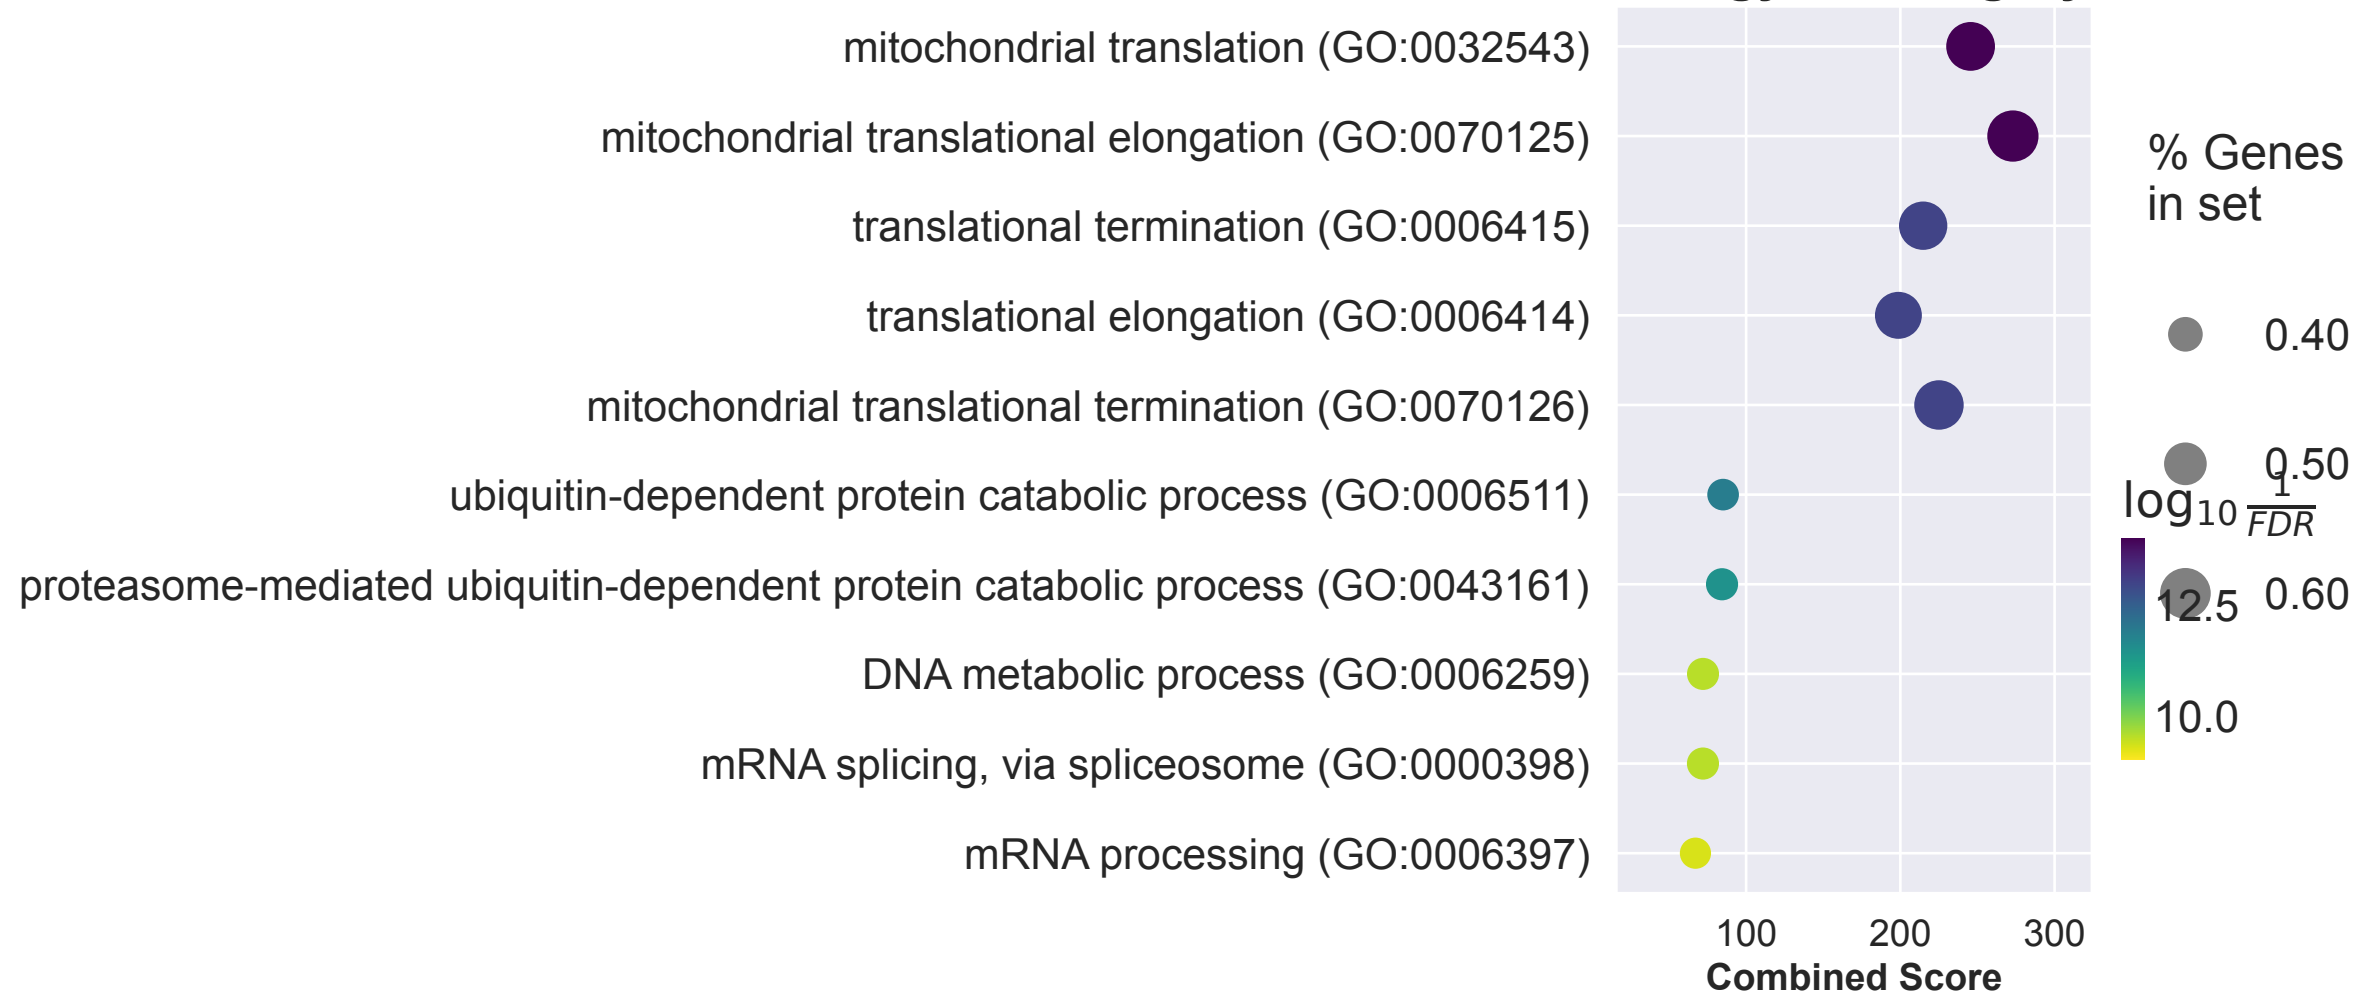 mitochondrial translation (GO:0032543)
mitochondrial translational elongation (GO:0070125)
translational termination (GO:0006415)
translational elongation (GO:0006414)
mitochondrial translational termination (GO:0070126)
ubiquitin-dependent protein catabolic process (GO:0006511)
proteasome-mediated ubiquitin-dependent protein catabolic process (GO:0043161)
DNA metabolic process (GO:0006259)
mRNA splicing, via spliceosome (GO:0000398)
mRNA processing (GO:0006397)
100 200 300
Combined Score
% Genes
in set
0.40
0.50
0.60
log₁₀ 1/FDR
12.5
10.0